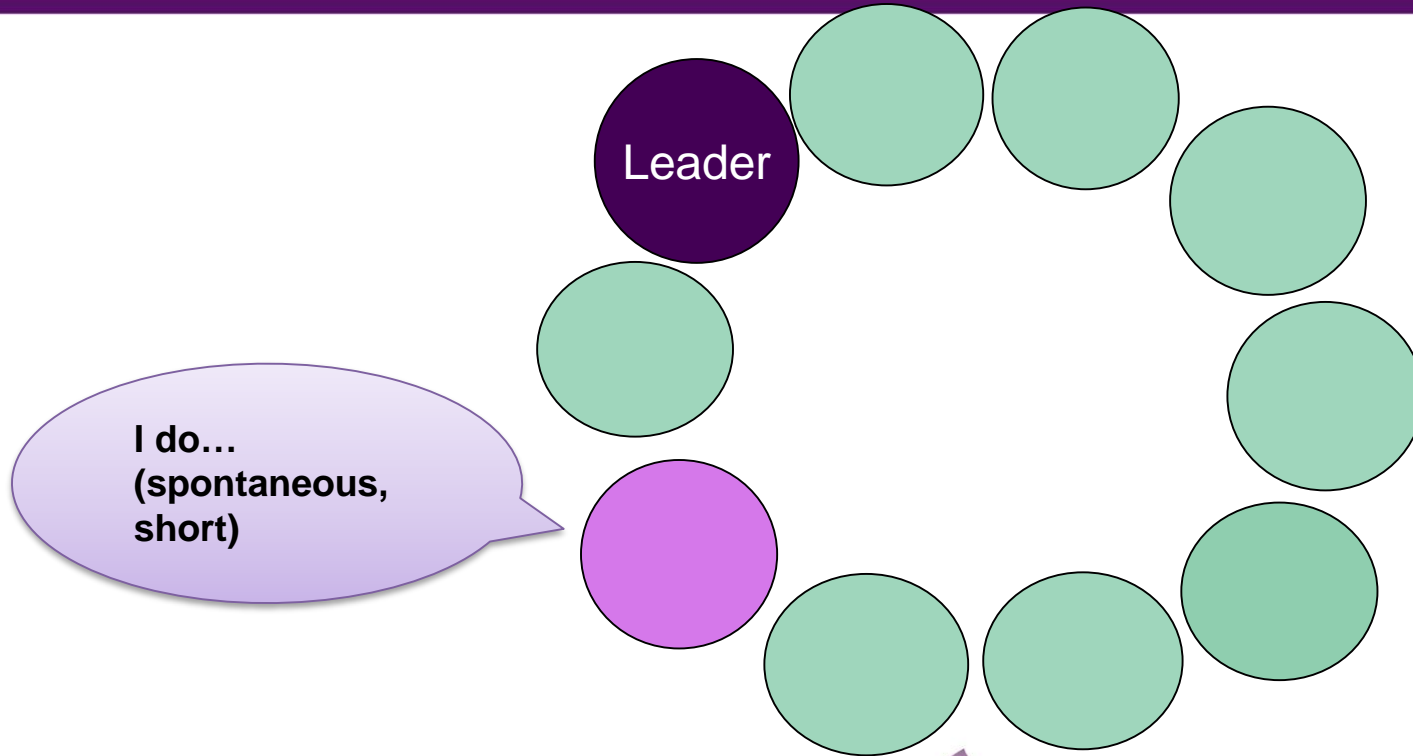 Leader
I do…
(spontaneous,
short)